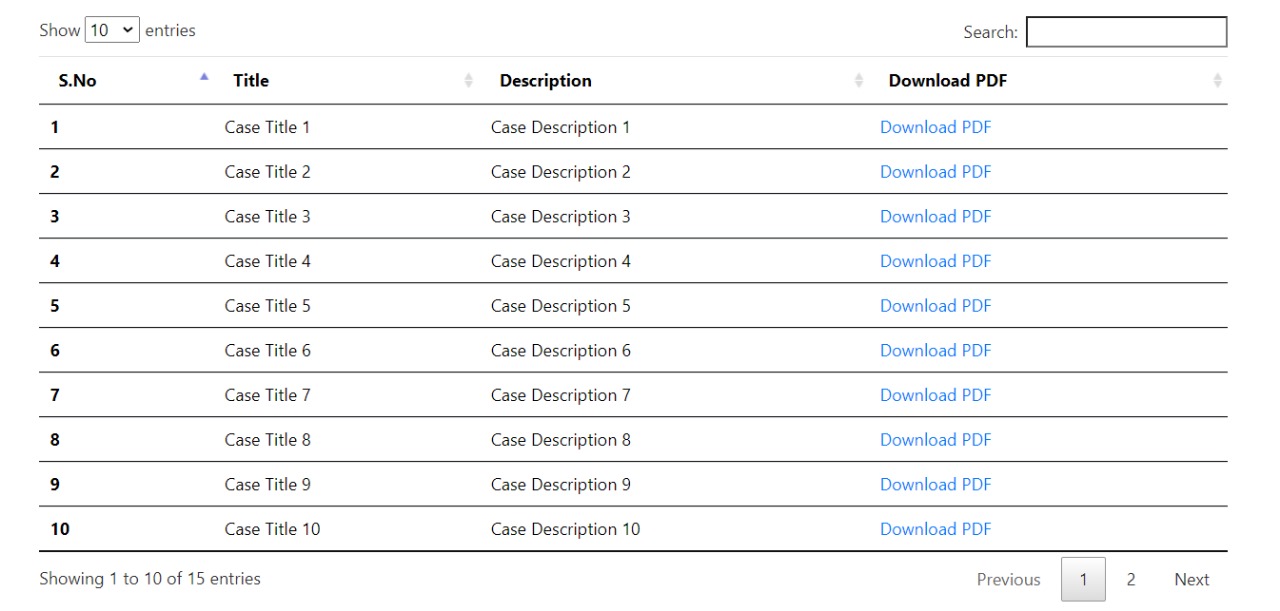 Show 10 entries Search:
S.No Title Description Download PDF
1 Case Title 1 Case Description 1 Download PDF
2 Case Title 2 Case Description 2 Download PDF
3 Case Title 3 Case Description 3 Download PDF
4 Case Title 4 Case Description 4 Download PDF
5 Case Title 5 Case Description 5 Download PDF
6 Case Title 6 Case Description 6 Download PDF
7 Case Title 7 Case Description 7 Download PDF
8 Case Title 8 Case Description 8 Download PDF
9 Case Title 9 Case Description 9 Download PDF
10 Case Title 10 Case Description 10 Download PDF
Showing 1 to 10 of 15 entries Previous 1 2 Next